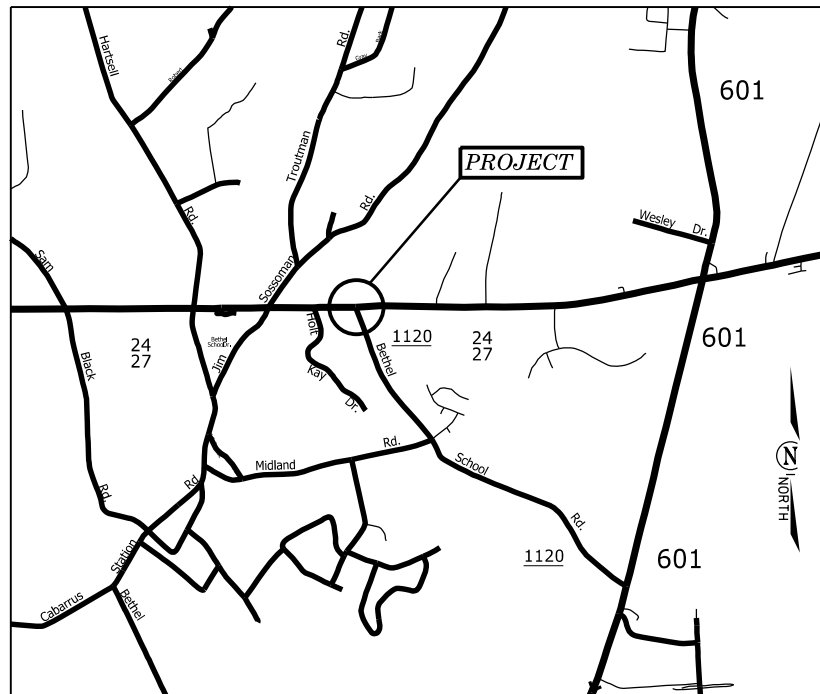 Hartsell
Rd.
601
PROJECT
Troutman
Rd.
Wesley Dr.
Rd.
Sam
Sossoman
Holt
1120
24
27
24
27
601
Bethel
School Dr.
Jim
Bethel
Black
Kay
Dr.
Rd.
Midland
School
N
NORTH
Rd.
Rd.
Rd.
Station
1120
601
Cabarrus
Bethel